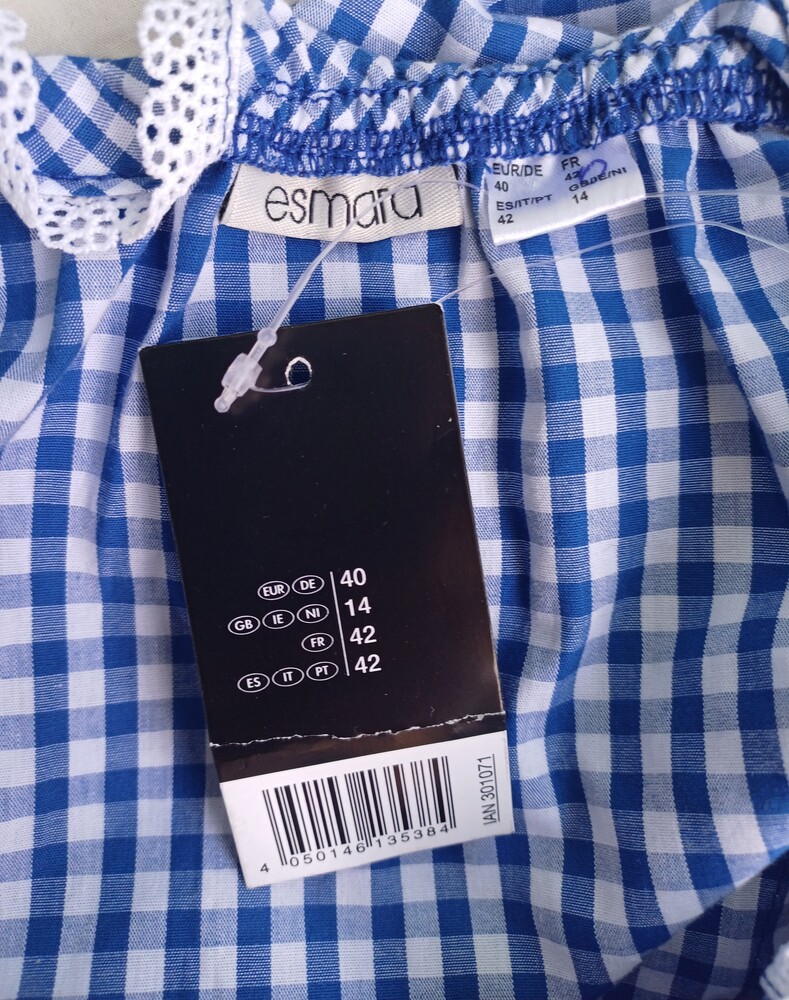 esmara
EUR/DE FR
40 42
ES/IT/PT GB/IE/NI
42 14
EUR DE 40
GB IE NI 14
FR 42
ES IT PT 42
IAN 301071
4 050146 135384